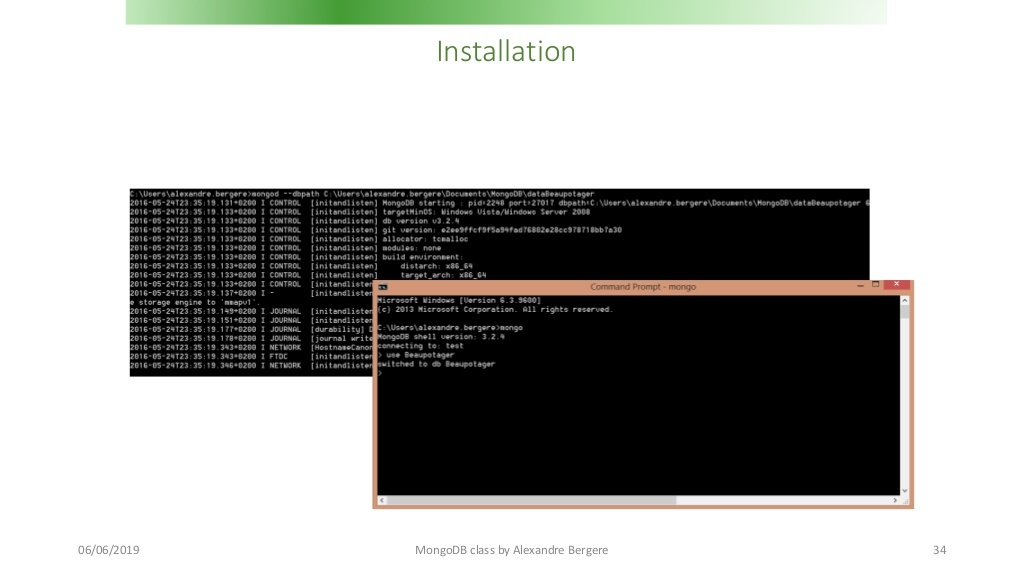 Installation
C:\Users\alexandre.bergere>mongod --dbpath C:\Users\alexandre.bergere\Documents\MongoDB\dataBeaupotager
2016-05-24T23:35:19.131+0200 I CONTROL [initandlisten] MongoDB starting : pid=2248 port=27017 dbpath=C:\Users\alexandre.bergere\Documents\MongoDB\dataBeaupotager 6
2016-05-24T23:35:19.133+0200 I CONTROL [initandlisten] targetMinOS: Windows Vista/Windows Server 2008
2016-05-24T23:35:19.133+0200 I CONTROL [initandlisten] db version v3.2.4
2016-05-24T23:35:19.133+0200 I CONTROL [initandlisten] git version: e2ee9ffcf9f5a94fad76802e28cc978718bb7a30
2016-05-24T23:35:19.133+0200 I CONTROL [initandlisten] allocator: tcmalloc
2016-05-24T23:35:19.133+0200 I CONTROL [initandlisten] modules: none
2016-05-24T23:35:19.133+0200 I CONTROL [initandlisten] build environment:
2016-05-24T23:35:19.133+0200 I CONTROL [initandlisten] distarch: x86_64
2016-05-24T23:35:19.133+0200 I CONTROL [initandlisten] target_arch: x86_64
2016-05-24T23:35:19.133+0200 I CONTROL [initandlisten
2016-05-24T23:35:19.137+0200 I - [initandlisten
e storage engine to 'mmapv1'.
2016-05-24T23:35:19.149+0200 I JOURNAL [initandlisten
2016-05-24T23:35:19.151+0200 I JOURNAL [initandlisten
2016-05-24T23:35:19.177+0200 I JOURNAL [durability] D
2016-05-24T23:35:19.178+0200 I JOURNAL [journal write
2016-05-24T23:35:19.343+0200 I NETWORK [HostnameCanon
2016-05-24T23:35:19.343+0200 I FTDC [initandlisten
2016-05-24T23:35:19.346+0200 I NETWORK [initandlisten
Command Prompt - mongo
Microsoft Windows [Version 6.3.9600]
(c) 2013 Microsoft Corporation. All rights reserved.
C:\Users\alexandre.bergere>mongo
MongoDB shell version: 3.2.4
connecting to: test
> use Beaupotager
switched to db Beaupotager
>
06/06/2019
MongoDB class by Alexandre Bergere
34